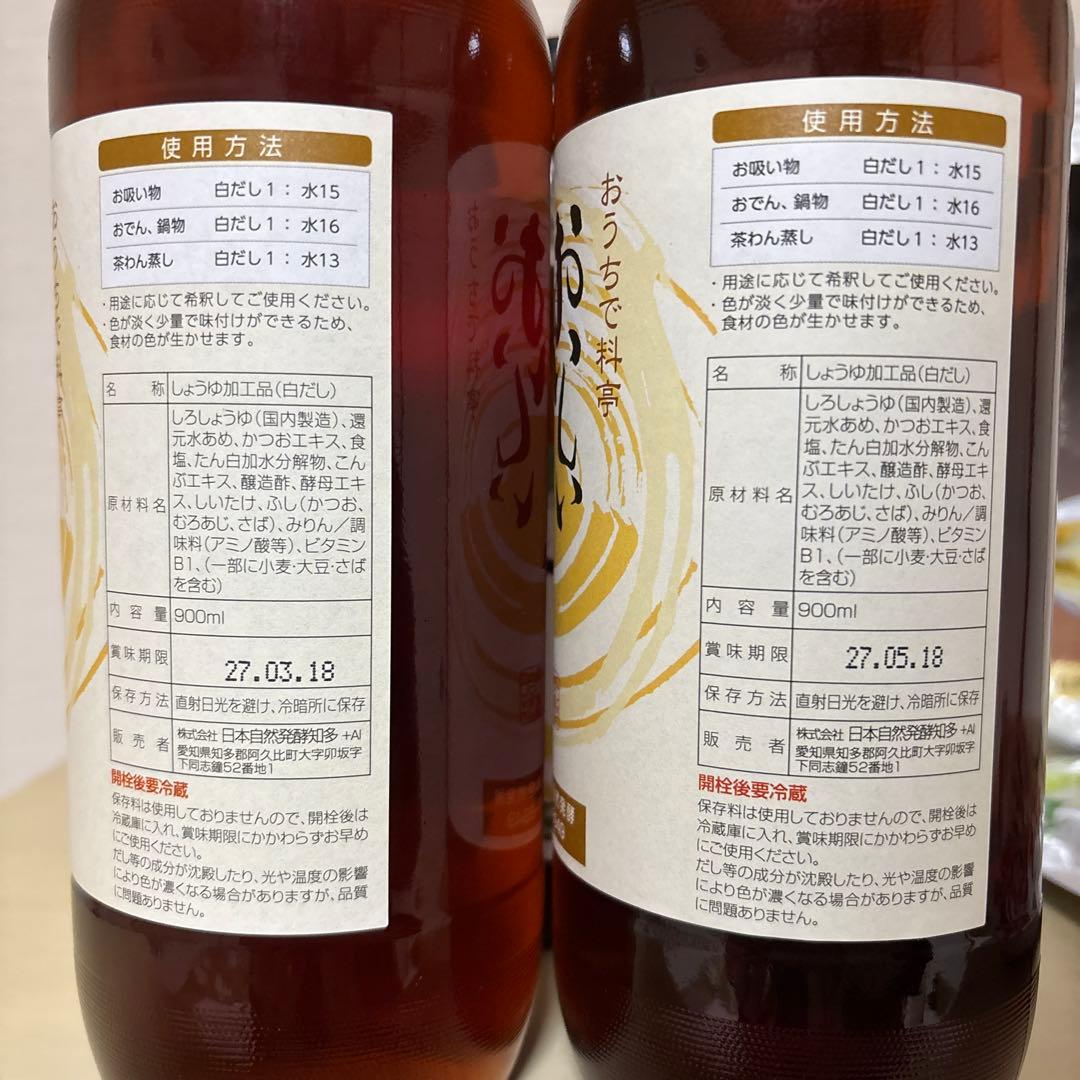 使用方法
お吸い物 白だし1：水15
おでん、鍋物 白だし1：水16
茶わん蒸し 白だし1：水13
・用途に応じて希釈してご使用ください。
・色が淡く少量で味付けができるため、
食材の色が生かせます。
名称 しょうゆ加工品(白だし)
原材料名 しろしょうゆ(国内製造)、還
元水あめ、かつおエキス、食
塩、たん白加水分解物、こん
ぶエキス、醸造酢、酵母エキ
ス、しいたけ、ふし(かつお、
むろあじ、さば)、みりん／調
味料(アミノ酸等)、ビタミン
B1、(一部に小麦・大豆・さば
を含む)
内容量 900ml
賞味期限 27.03.18
保存方法 直射日光を避け、冷暗所に保存
販売者 株式会社 日本自然発酵知多 +AI
愛知県知多郡阿久比町大字卯坂字
下同志鐘52番地1
開栓後要冷蔵
保存料は使用しておりませんので、開栓後は
冷蔵庫に入れ、賞味期限にかかわらずお早め
にご使用ください。
だし等の成分が沈殿したり、光や温度の影響
により色が濃くなる場合がありますが、品質
に問題ありません。
おうちで料亭
使用方法
お吸い物 白だし1：水15
おでん、鍋物 白だし1：水16
茶わん蒸し 白だし1：水13
・用途に応じて希釈してご使用ください。
・色が淡く少量で味付けができるため、
食材の色が生かせます。
名称 しょうゆ加工品(白だし)
原材料名 しろしょうゆ(国内製造)、還
元水あめ、かつおエキス、食
塩、たん白加水分解物、こん
ぶエキス、醸造酢、酵母エキ
ス、しいたけ、ふし(かつお、
むろあじ、さば)、みりん／調
味料(アミノ酸等)、ビタミン
B1、(一部に小麦・大豆・さば
を含む)
内容量 900ml
賞味期限 27.05.18
保存方法 直射日光を避け、冷暗所に保存
販売者 株式会社 日本自然発酵知多 +AI
愛知県知多郡阿久比町大字卯坂字
下同志鐘52番地1
開栓後要冷蔵
保存料は使用しておりませんので、開栓後は
冷蔵庫に入れ、賞味期限にかかわらずお早め
にご使用ください。
だし等の成分が沈殿したり、光や温度の影響
により色が濃くなる場合がありますが、品質
に問題ありません。